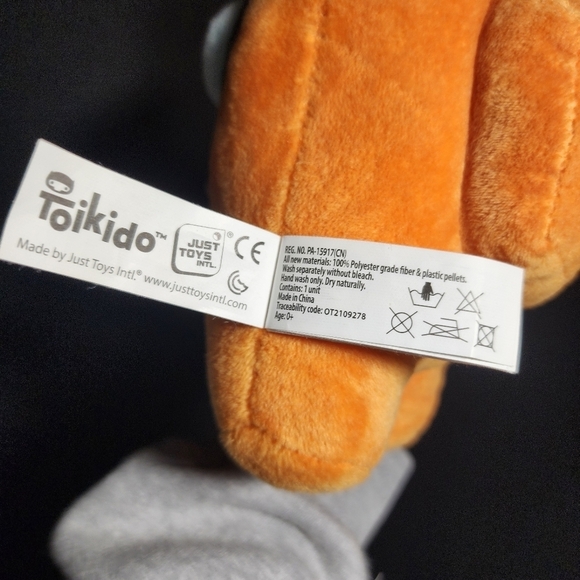 Toikido™
JUST
TOYS
INTL.
®
CE
Made by Just Toys Intl.® www.justtoysintl.com
REG. NO. PA-15917(CN)
All new materials: 100% Polyester grade fiber & plastic pellets.
Wash separately without bleach.
Hand wash only. Dry naturally.
Contains: 1 unit
Made in China
Traceability code: OT2109278
Age: 0+